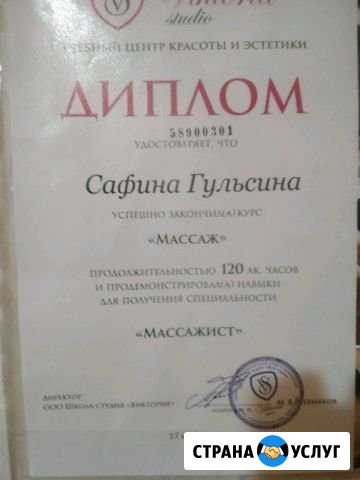 studio
УЧЕБНЫЙ ЦЕНТР КРАСОТЫ И ЭСТЕТИКИ
ДИПЛОМ
58900301
УДОСТОВЕРЯЕТ, ЧТО
Сафина Гульсина
УСПЕШНО ЗАКОНЧИЛ(А) КУРС
«МАССАЖ»
ПРОДОЛЖИТЕЛЬНОСТЬЮ 120 АК. ЧАСОВ
И ПРОДЕМОНСТРИРОВАЛ(А) НАВЫКИ
ДЛЯ ПОЛУЧЕНИЯ СПЕЦИАЛЬНОСТИ
«МАССАЖИСТ»
ДИРЕКТОР
ООО ШКОЛА-СТУДИЯ «ВИКТОРИЯ»
17
СТРАНА УСЛУГ